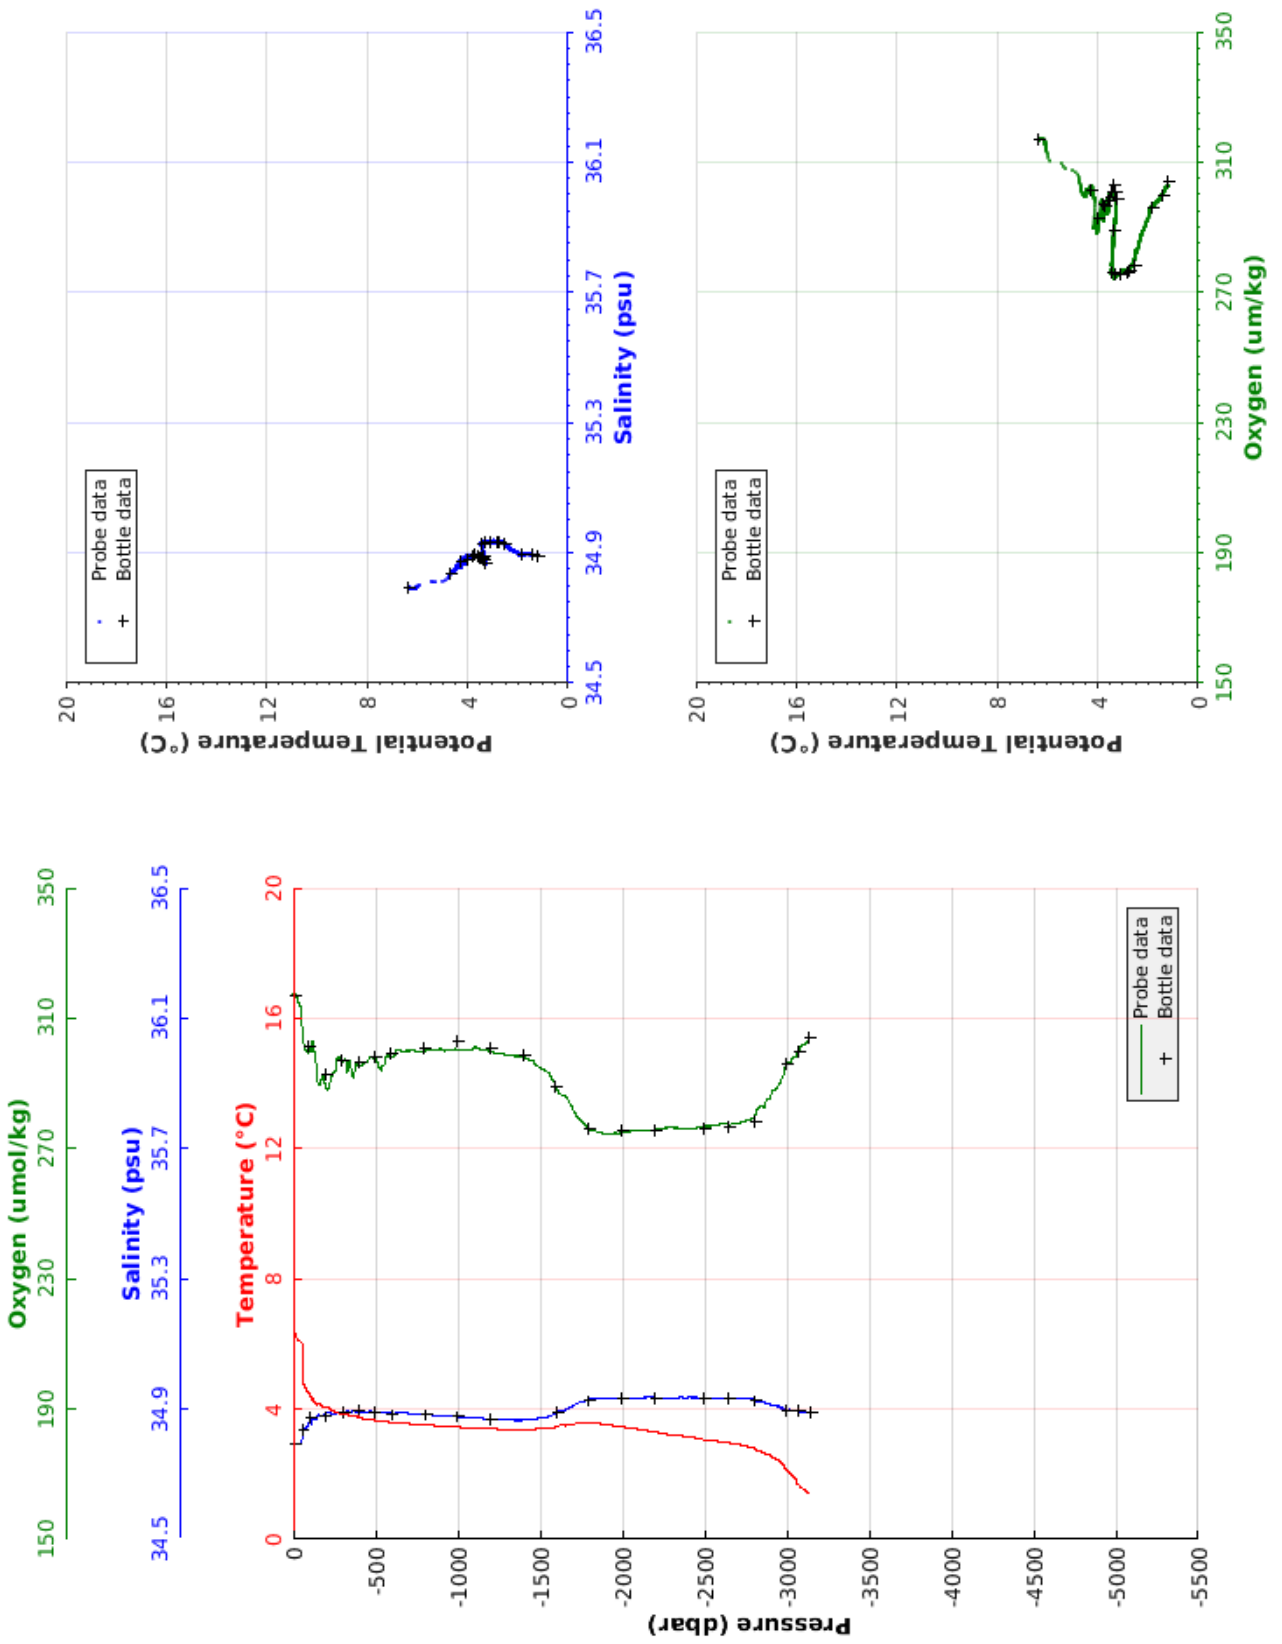 Oxygen (umol/kg)
150 190 230 270 310 350
Salinity (psu)
34.5 34.9 35.3 35.7 36.1 36.5
Temperature (°C)
0 4 8 12 16 20
Pressure (dbar)
0
-500
-1000
-1500
-2000
-2500
-3000
-3500
-4000
-4500
-5000
-5500
Probe data
Bottle data
Potential Temperature (°C)
20
16
12
8
4
0
Probe data
Bottle data
34.5 34.9 35.3 35.7 36.1 36.5
Salinity (psu)
Potential Temperature (°C)
20
16
12
8
4
0
Probe data
Bottle data
150 190 230 270 310 350
Oxygen (um/kg)